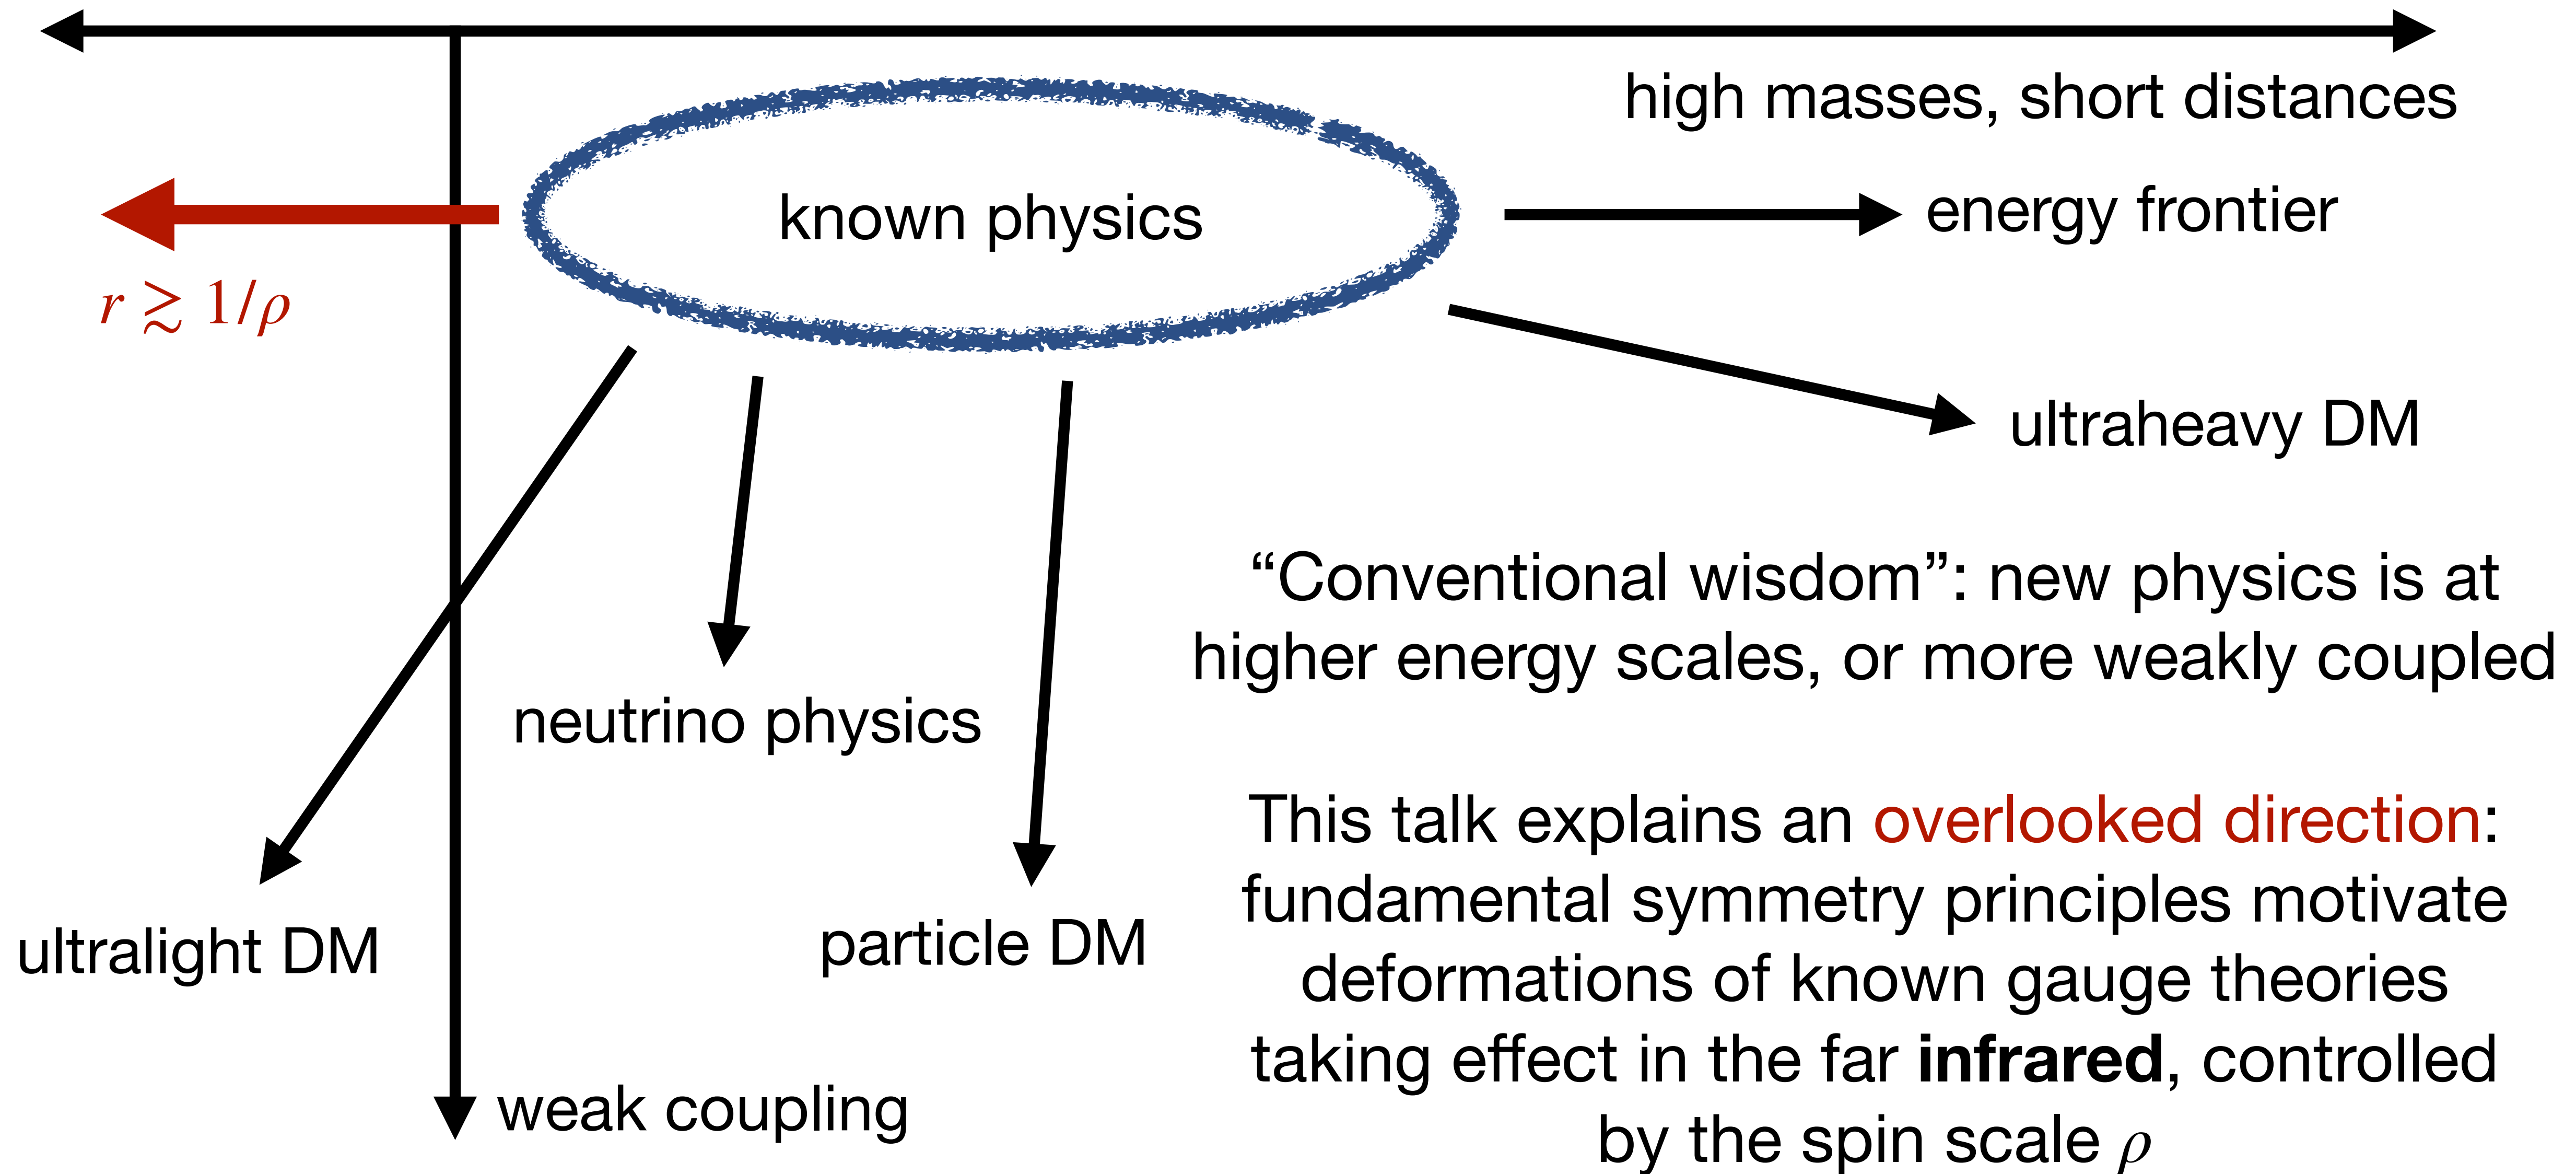 high masses, short distances
known physics
energy frontier
r ≳ 1/ρ
ultraheavy DM
“Conventional wisdom”: new physics is at
higher energy scales, or more weakly coupled
neutrino physics
This talk explains an overlooked direction:
fundamental symmetry principles motivate
deformations of known gauge theories
taking effect in the far infrared, controlled
by the spin scale ρ
ultralight DM
particle DM
weak coupling